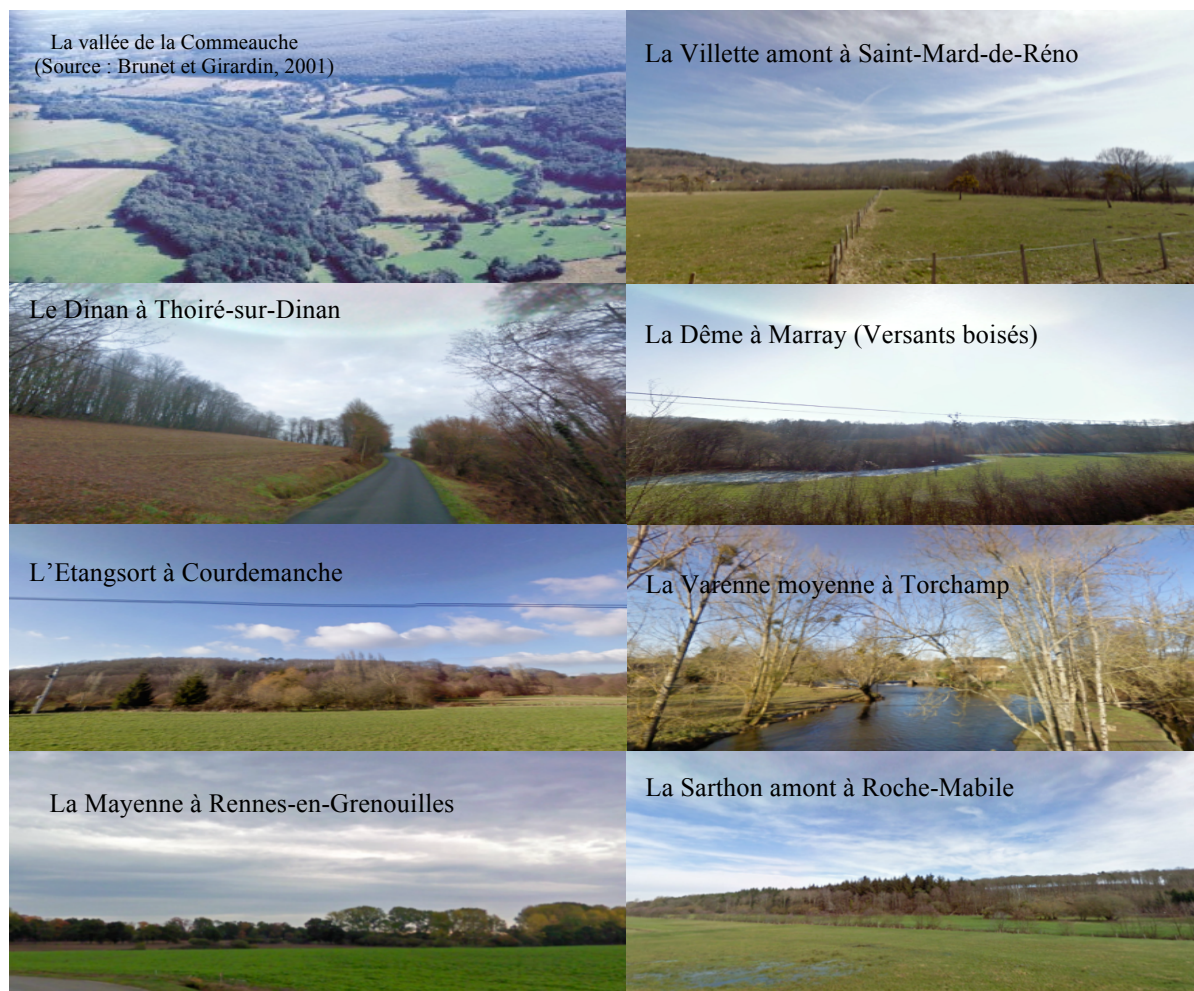 La vallée de la Commeauche
(Source : Brunet et Girardin, 2001)
La Villette amont à Saint-Mard-de-Réno
Le Dinan à Thoiré-sur-Dinan
La Dême à Marray (Versants boisés)
L’Etangsort à Courdemanche
La Varenne moyenne à Torchamp
La Mayenne à Rennes-en-Grenouilles
La Sarthon amont à Roche-Mabile